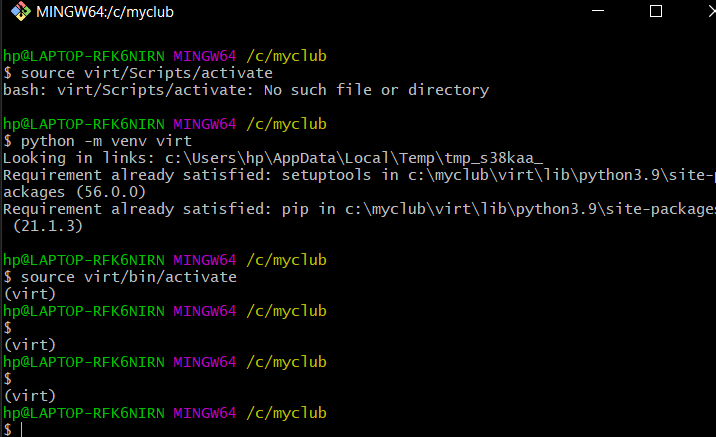 MINGW64:/c/myclub
hp@LAPTOP-RFK6NIRN MINGW64 /c/myclub
$ source virt/Scripts/activate
bash: virt/Scripts/activate: No such file or directory
hp@LAPTOP-RFK6NIRN MINGW64 /c/myclub
$ python -m venv virt
Looking in links: c:\Users\hp\AppData\Local\Temp\tmp_s38kaa_
Requirement already satisfied: setuptools in c:\myclub\virt\lib\python3.9\site-p
ackages (56.0.0)
Requirement already satisfied: pip in c:\myclub\virt\lib\python3.9\site-packages
(21.1.3)
hp@LAPTOP-RFK6NIRN MINGW64 /c/myclub
$ source virt/bin/activate
(virt)
hp@LAPTOP-RFK6NIRN MINGW64 /c/myclub
$
(virt)
hp@LAPTOP-RFK6NIRN MINGW64 /c/myclub
$
(virt)
hp@LAPTOP-RFK6NIRN MINGW64 /c/myclub
$